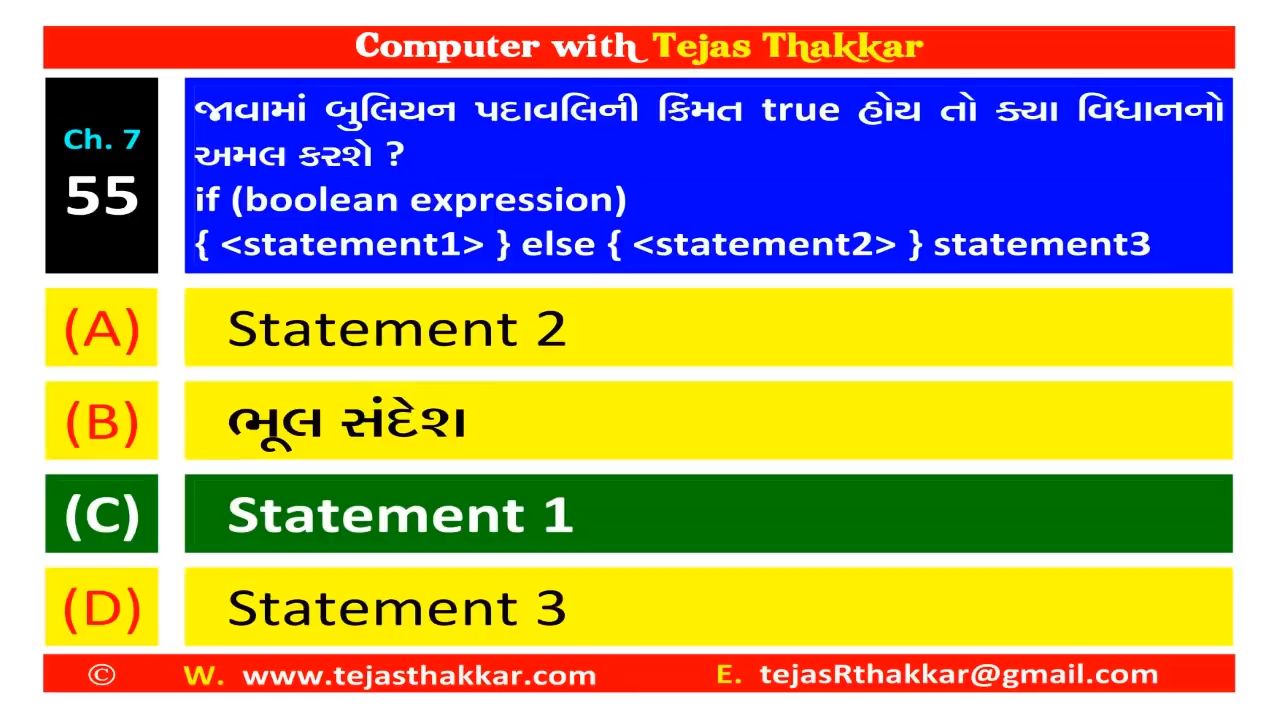 Computer with Tejas Thakkar
Ch. 7
55
જાવામાં બુલિયન પદાવલિની કિંમત true હોય તો ક્યા વિધાનનો
અમલ કરશે ?
if (boolean expression)
{ <statement1> } else { <statement2> } statement3
(A) Statement 2
(B) ભૂલ સંદેશ
(C) Statement 1
(D) Statement 3
© W. www.tejasthakkar.com E. tejasRthakkar@gmail.com